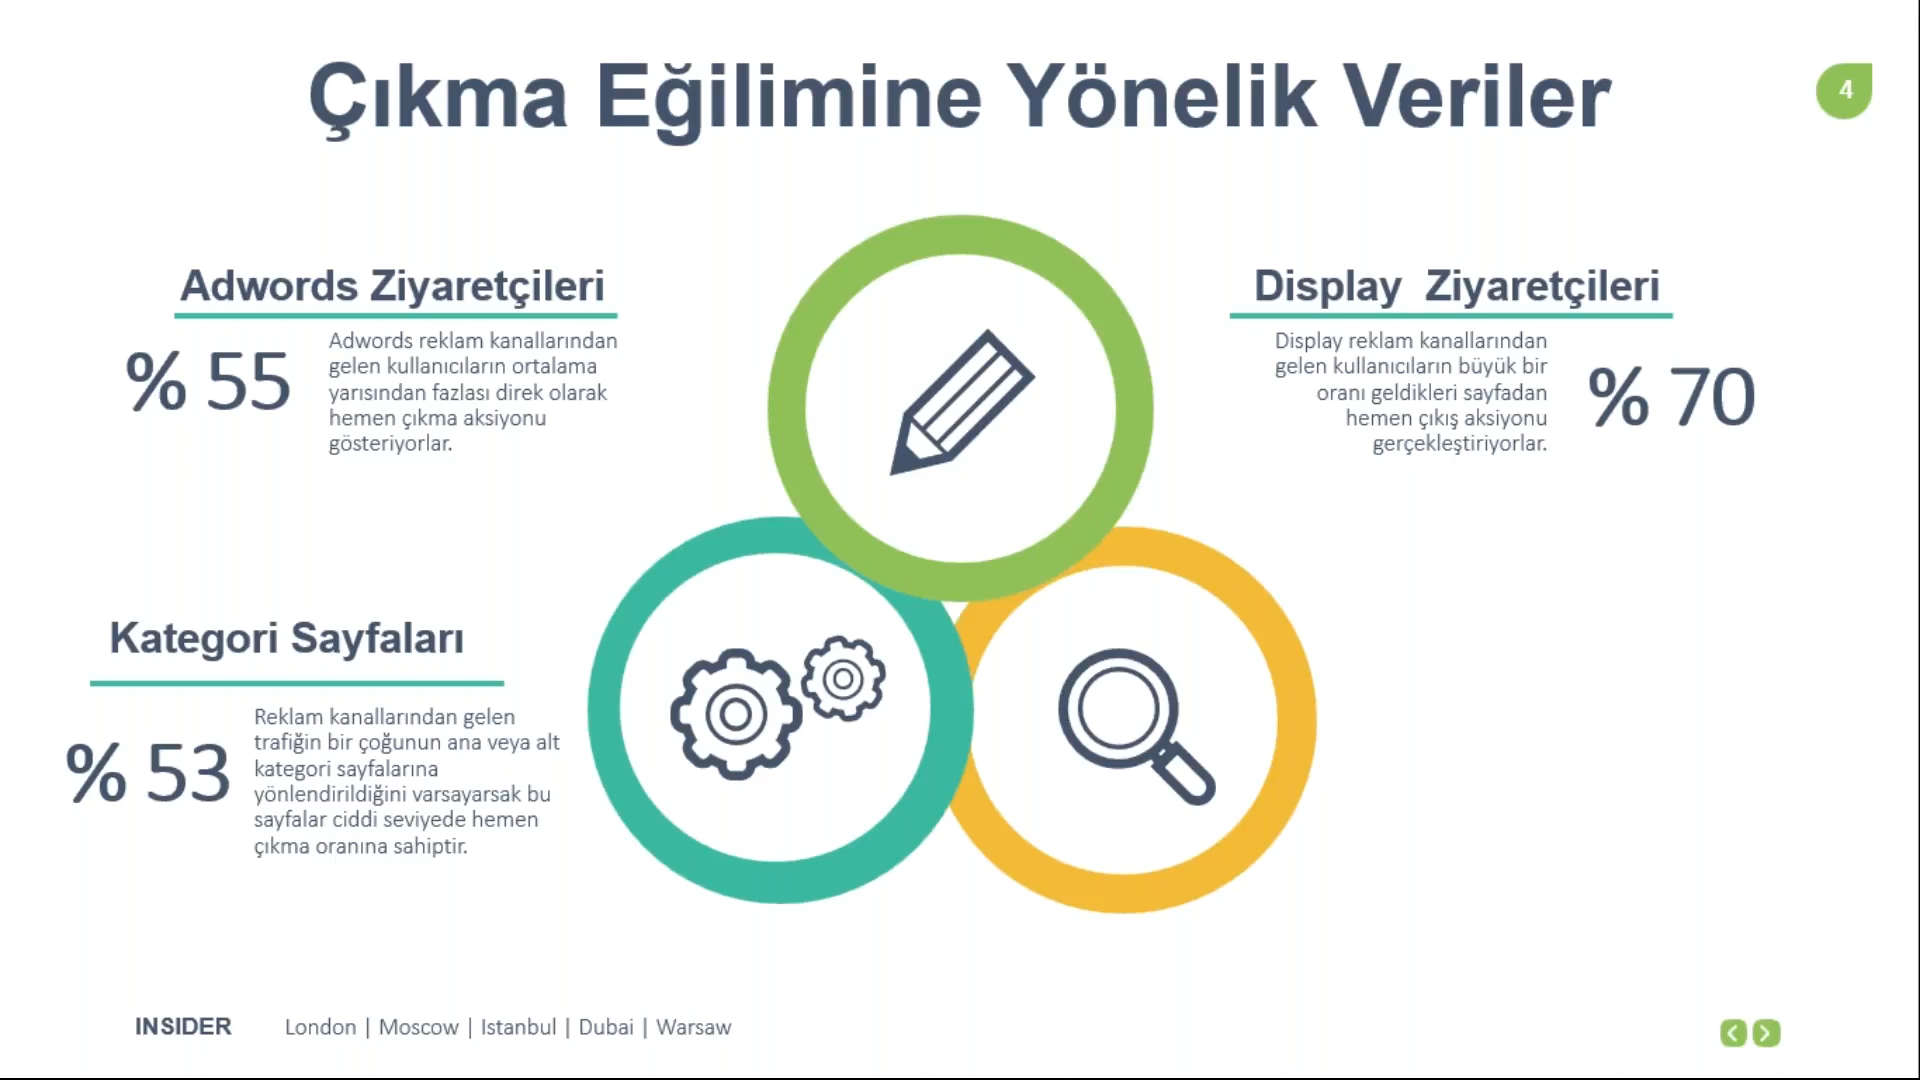 Çıkma Eğilimine Yönelik Veriler
4
Adwords Ziyaretçileri
% 55
Adwords reklam kanallarından
gelen kullanıcıların ortalama
yarısından fazlası direk olarak
hemen çıkma aksiyonu
gösteriyorlar.
Display Ziyaretçileri
Display reklam kanallarından
gelen kullanıcıların büyük bir
oranı geldikleri sayfadan
hemen çıkış aksiyonu
gerçekleştiriyorlar.
% 70
Kategori Sayfaları
% 53
Reklam kanallarından gelen
trafiğin bir çoğunun ana veya alt
kategori sayfalarına
yönlendirildiğini varsayarsak bu
sayfalar ciddi seviyede hemen
çıkma oranına sahiptir.
INSIDER London | Moscow | Istanbul | Dubai | Warsaw